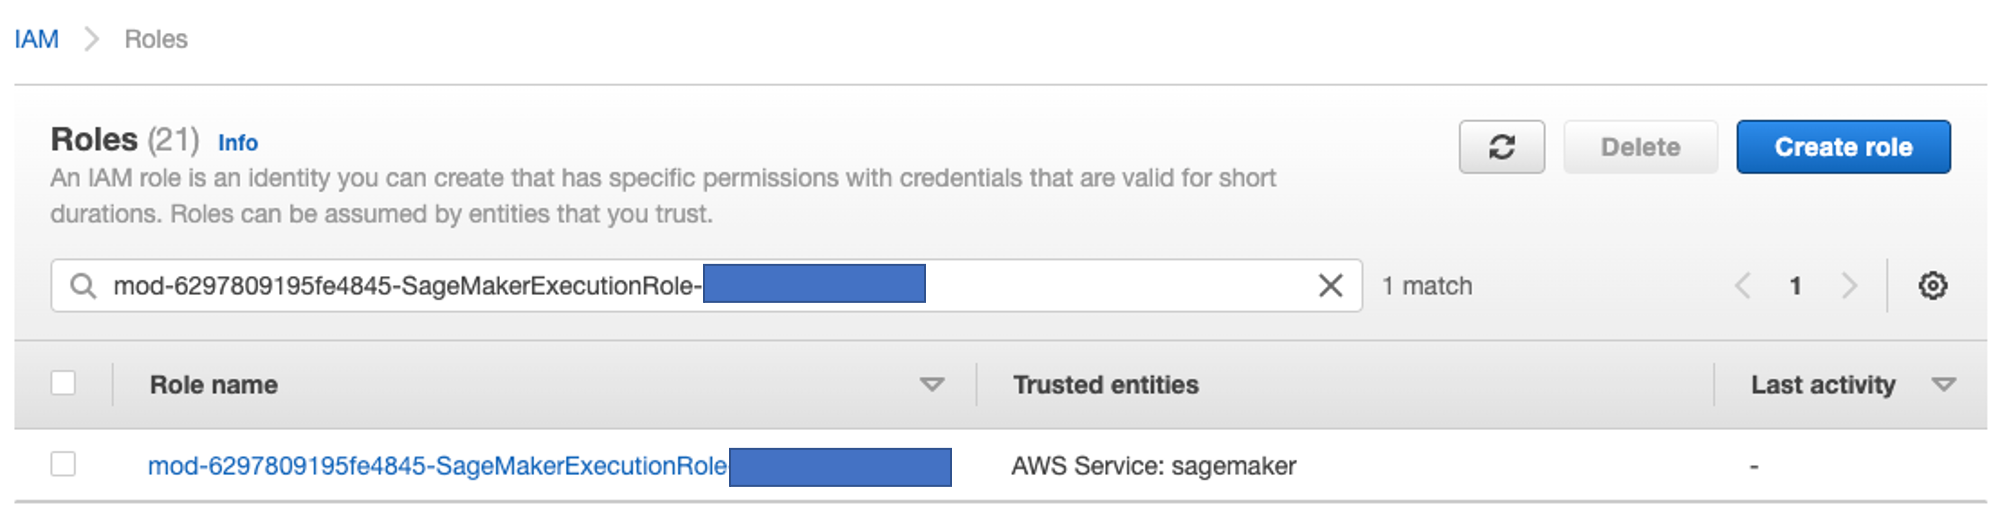 IAM > Roles
Roles (21) Info
An IAM role is an identity you can create that has specific permissions with credentials that are valid for short
durations. Roles can be assumed by entities that you trust.
Delete
Create role
mod-6297809195fe4845-SageMakerExecutionRole-
1 match
1
Role name
Trusted entities
Last activity
mod-6297809195fe4845-SageMakerExecutionRole
AWS Service: sagemaker
-